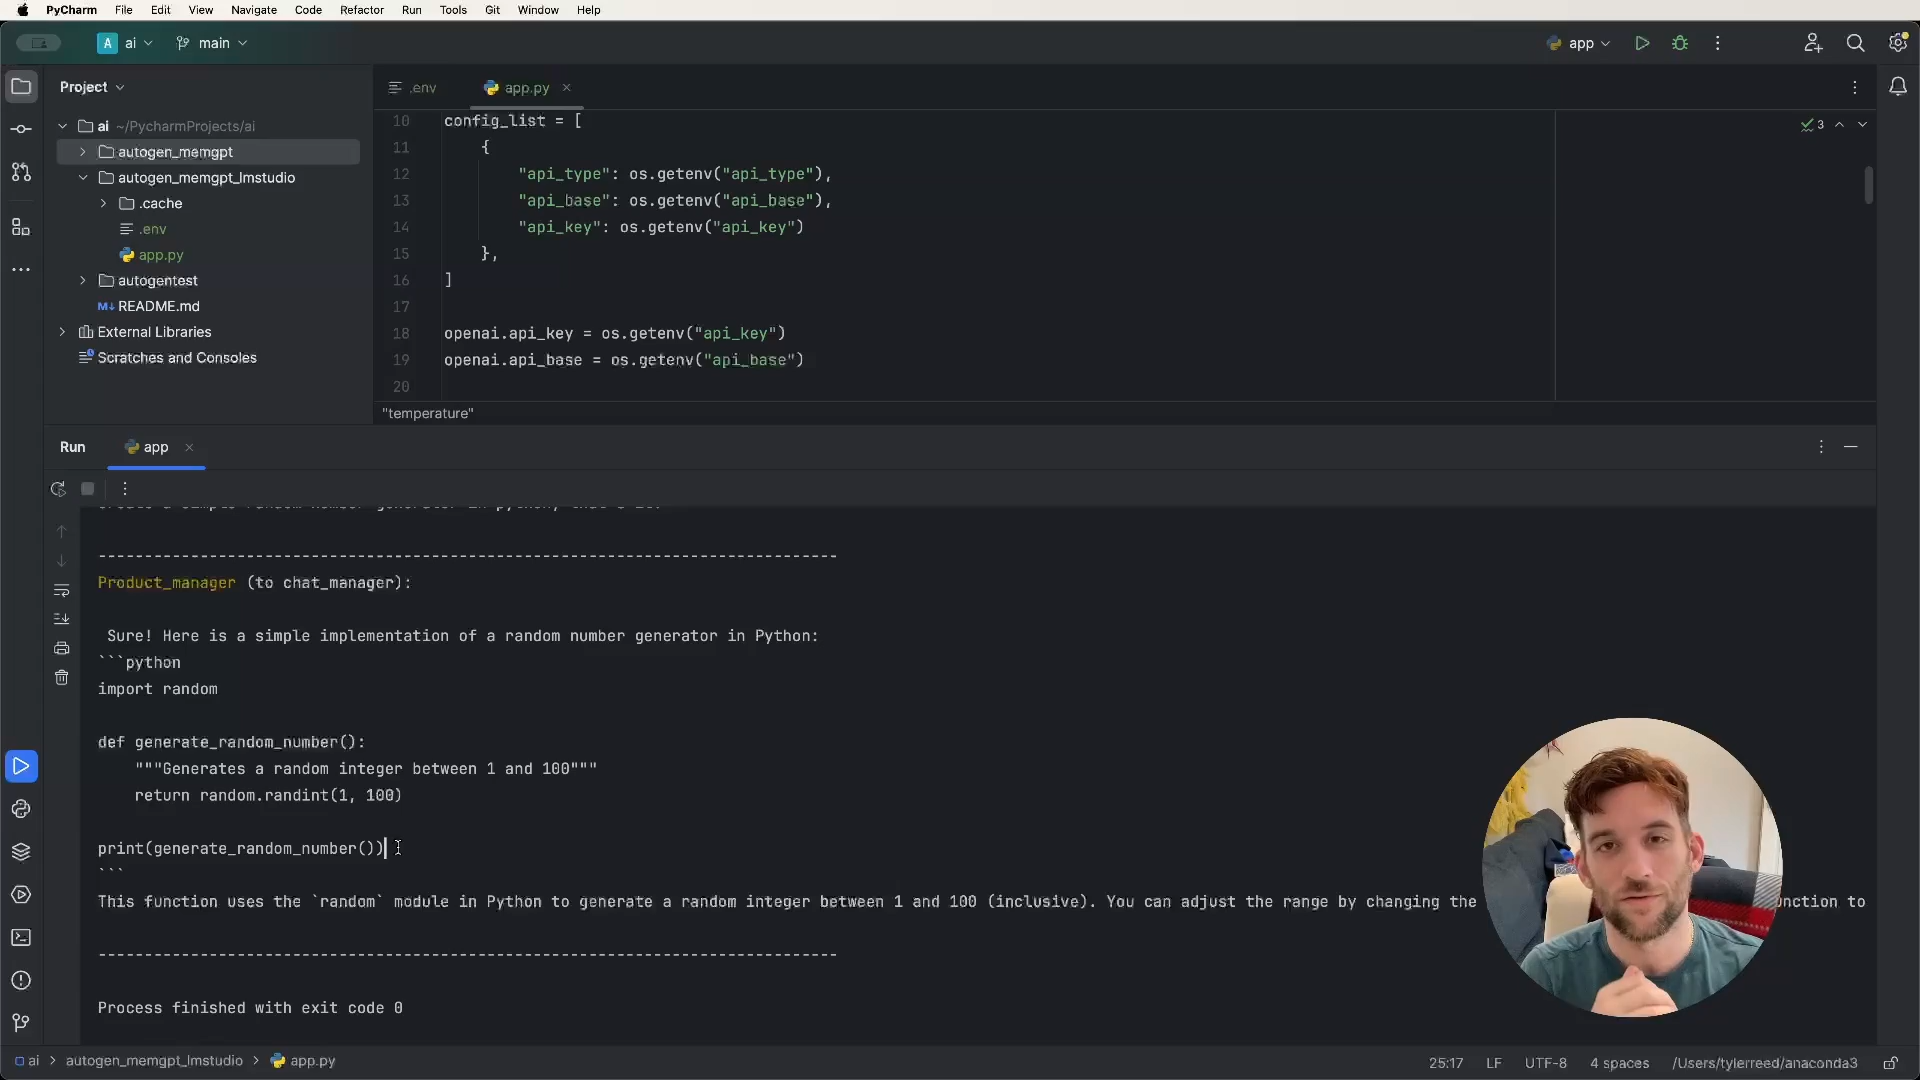 PyCharm File Edit View Navigate Code Refactor Run Tools Git Window Help
A ai main app
Project .env app.py
ai ~/PycharmProjects/ai
autogen_memgpt
autogen_memgpt_lmstudio
.cache
.env
app.py
autogentest
M↓ README.md
External Libraries
Scratches and Consoles
3
10 config_list = [
11 {
12 "api_type": os.getenv("api_type"),
13 "api_base": os.getenv("api_base"),
14 "api_key": os.getenv("api_key")
15 },
16 ]
17
18 openai.api_key = os.getenv("api_key")
19 openai.api_base = os.getenv("api_base")
20
"temperature"
Run app
--------------------------------------------------------------------------------
Product_manager (to chat_manager):
Sure! Here is a simple implementation of a random number generator in Python:
```python
import random
def generate_random_number():
"""Generates a random integer between 1 and 100"""
return random.randint(1, 100)
print(generate_random_number())
```
This function uses the `random` module in Python to generate a random integer between 1 and 100 (inclusive). You can adjust the range by changing the to
--------------------------------------------------------------------------------
Process finished with exit code 0
ai > autogen_memgpt_lmstudio > app.py
25:17 LF UTF-8 4 spaces /Users/tylerreed/anaconda3